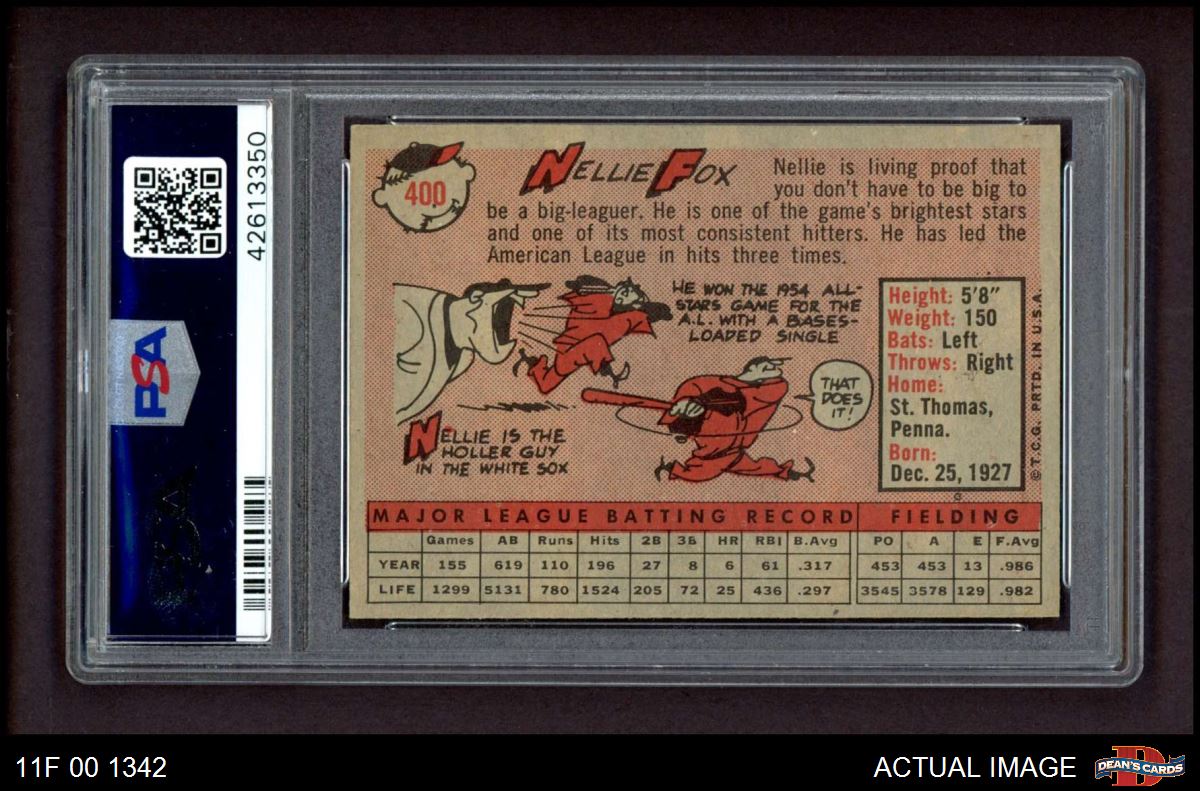 42613350
PSA
400
NELLIE FOX
Nellie is living proof that
you don't have to be big to
be a big-leaguer. He is one of the game's brightest stars
and one of its most consistent hitters. He has led the
American League in hits three times.
HE WON THE 1954 ALL-
STARS GAME FOR THE
A.L. WITH A BASES-
LOADED SINGLE
THAT
DOES
IT!
NELLIE IS THE
HOLLER GUY
IN THE WHITE SOX
Height: 5'8"
Weight: 150
Bats: Left
Throws: Right
Home:
St. Thomas,
Penna.
Born:
Dec. 25, 1927
© T.C.G. PRTD. IN U.S.A.
MAJOR LEAGUE BATTING RECORD FIELDING
Games AB Runs Hits 2B 3B HR RBI B.Avg PO A E F.Avg
YEAR 155 619 110 196 27 8 6 61 .317 453 453 13 .986
LIFE 1299 5131 780 1524 205 72 25 436 .297 3545 3578 129 .982
11F 00 1342
ACTUAL IMAGE
DEAN'S CARDS